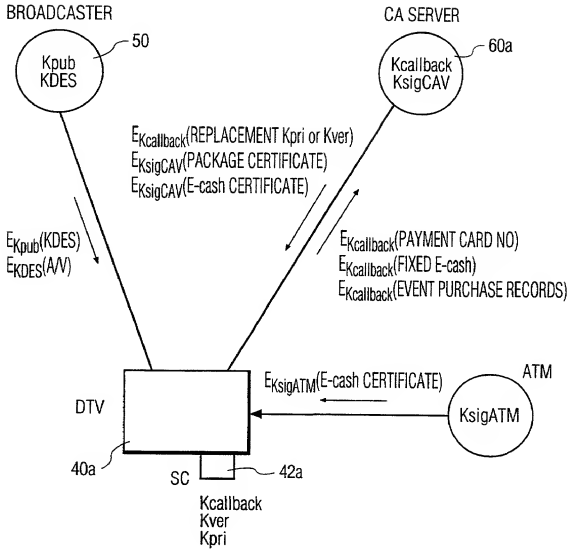 BROADCASTER
50
Kpub
KDES
CA SERVER
60a
Kcallback
KsigCAV
EKcallback(REPLACEMENT Kpri or Kver)
EKsigCAV(PACKAGE CERTIFICATE)
EKsigCAV(E-cash CERTIFICATE)
EKpub(KDES)
EKDES(A/V)
EKcallback(PAYMENT CARD NO)
EKcallback(FIXED E-cash)
EKcallback(EVENT PURCHASE RECORDS)
EKsigATM(E-cash CERTIFICATE)
ATM
KsigATM
DTV
40a
SC
42a
Kcallback
Kver
Kpri